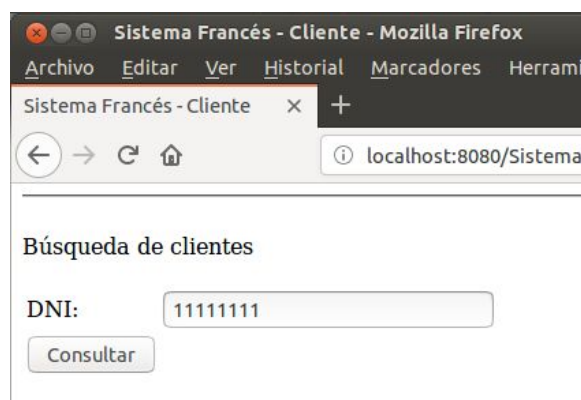 Sistema Francés - Cliente - Mozilla Firefox
Archivo Editar Ver Historial Marcadores Herrami
Sistema Francés - Cliente × +
localhost:8080/Sistema
Búsqueda de clientes
DNI: 11111111
Consultar